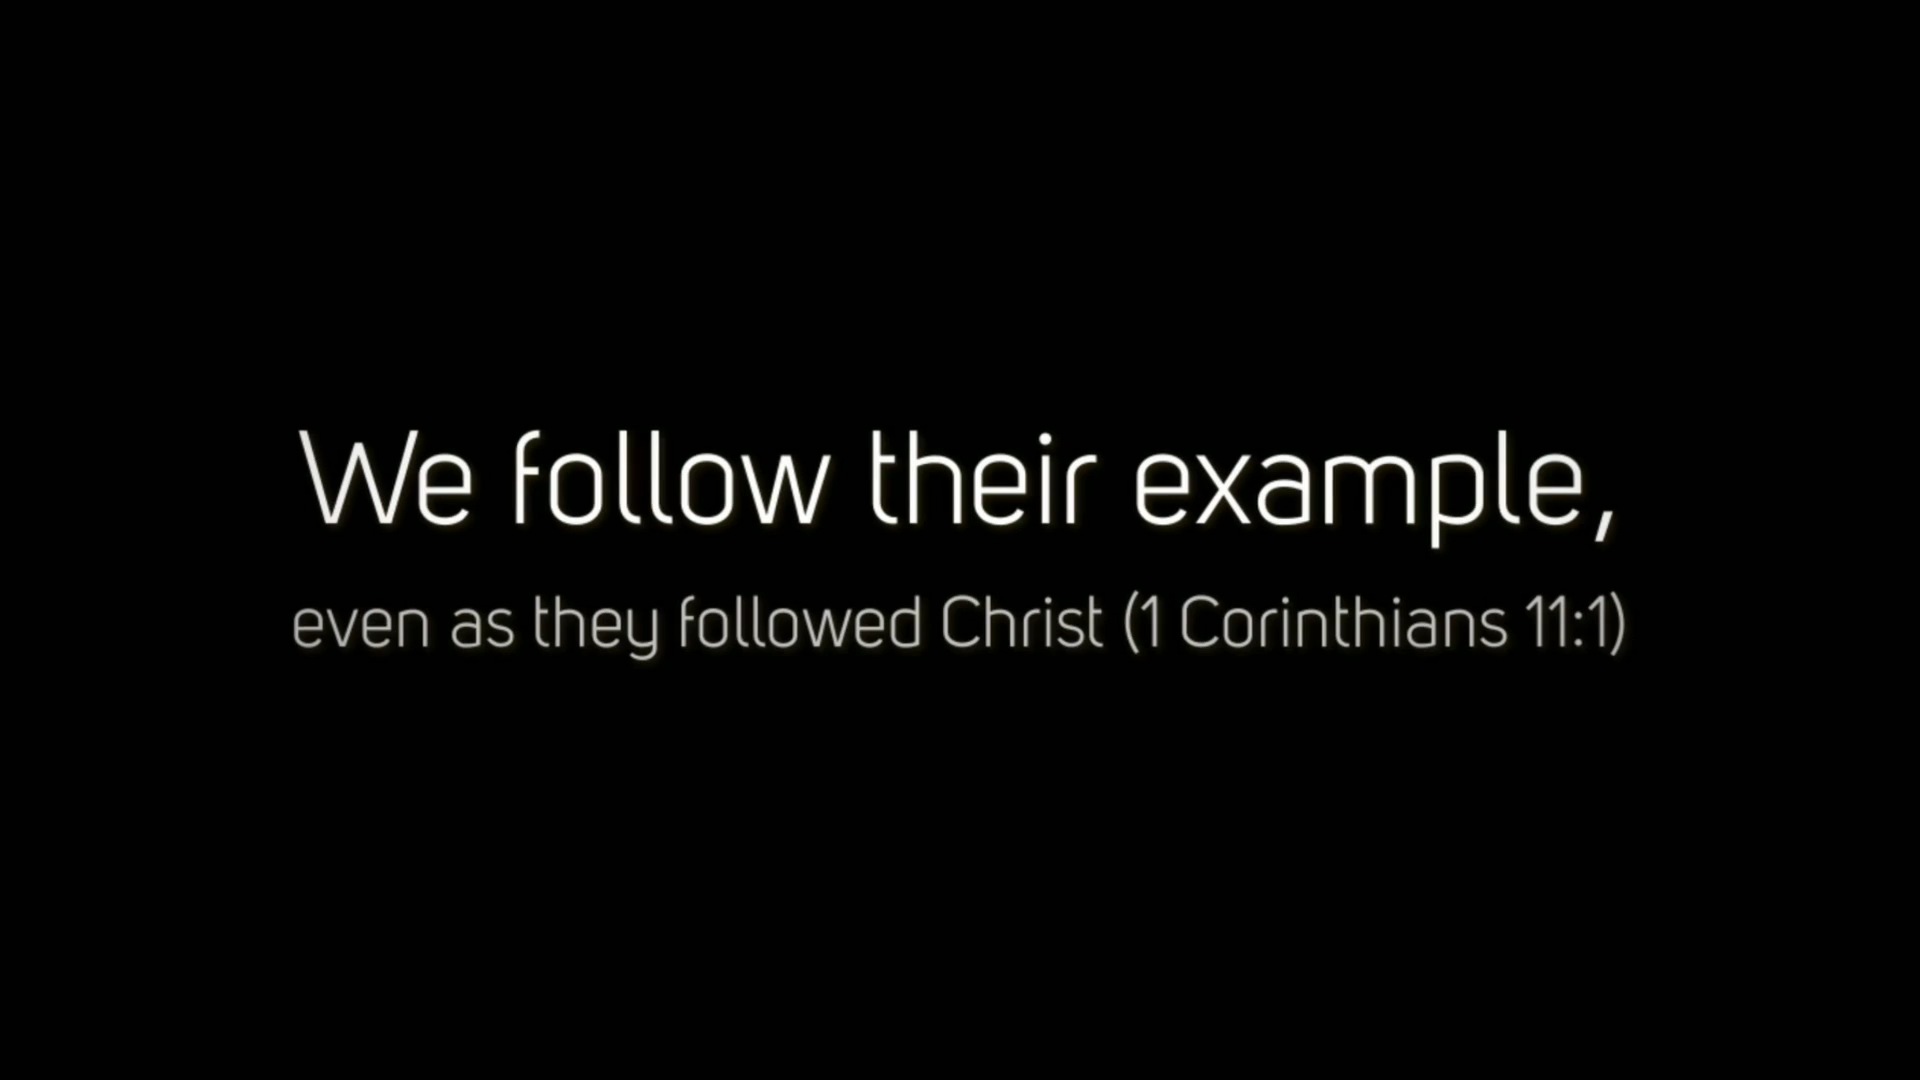 We follow their example,
even as they followed Christ (1 Corinthians 11:1)